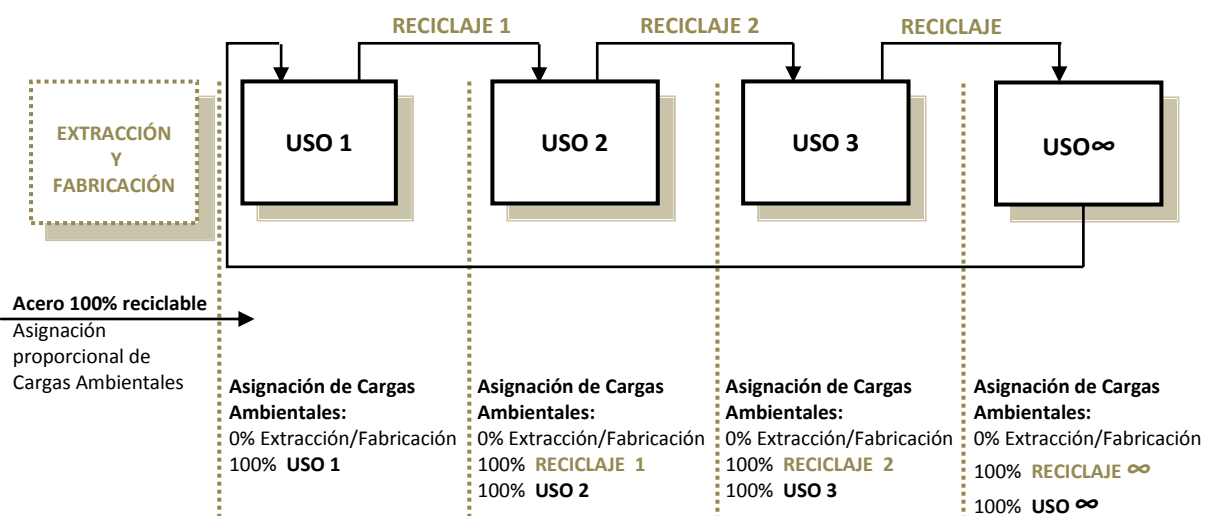 RECICLAJE 1
RECICLAJE 2
RECICLAJE
EXTRACCIÓN
Y
FABRICACIÓN
USO 1
USO 2
USO 3
USO∞
Acero 100% reciclable
Asignación
proporcional de
Cargas Ambientales
Asignación de Cargas
Ambientales:
0% Extracción/Fabricación
100% USO 1
Asignación de Cargas
Ambientales:
0% Extracción/Fabricación
100% RECICLAJE 1
100% USO 2
Asignación de Cargas
Ambientales:
0% Extracción/Fabricación
100% RECICLAJE 2
100% USO 3
Asignación de Cargas
Ambientales:
0% Extracción/Fabricación
100% RECICLAJE ∞
100% USO ∞